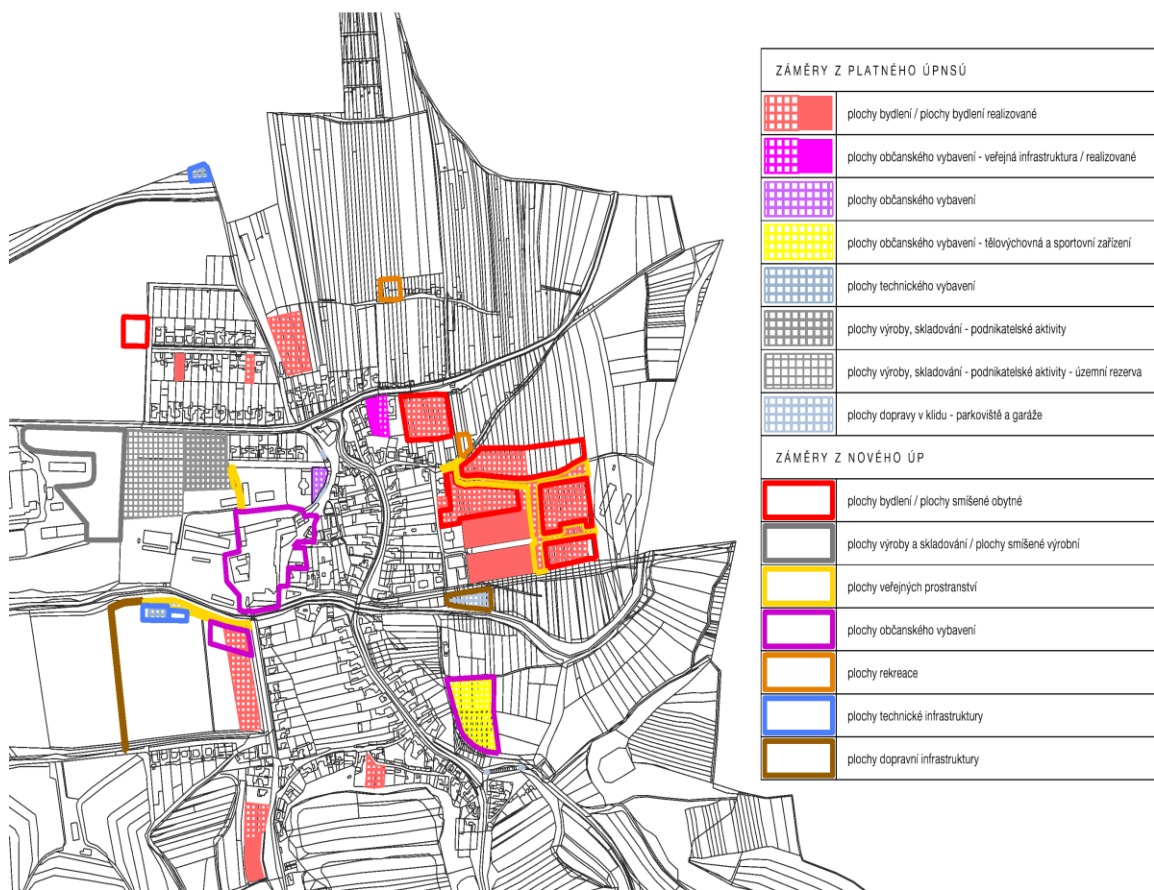 ZÁMĚRY Z PLATNÉHO ÚPNSÚ
plochy bydlení / plochy bydlení realizované
plochy občanského vybavení - veřejná infrastruktura / realizované
plochy občanského vybavení
plochy občanského vybavení - tělovýchovná a sportovní zařízení
plochy technického vybavení
plochy výroby, skladování - podnikatelské aktivity
plochy výroby, skladování - podnikatelské aktivity - územní rezerva
plochy dopravy v klidu - parkoviště a garáže
ZÁMĚRY Z NOVÉHO ÚP
plochy bydlení / plochy smíšené obytné
plochy výroby a skladování / plochy smíšené výrobní
plochy veřejných prostranství
plochy občanského vybavení
plochy rekreace
plochy technické infrastruktury
plochy dopravní infrastruktury